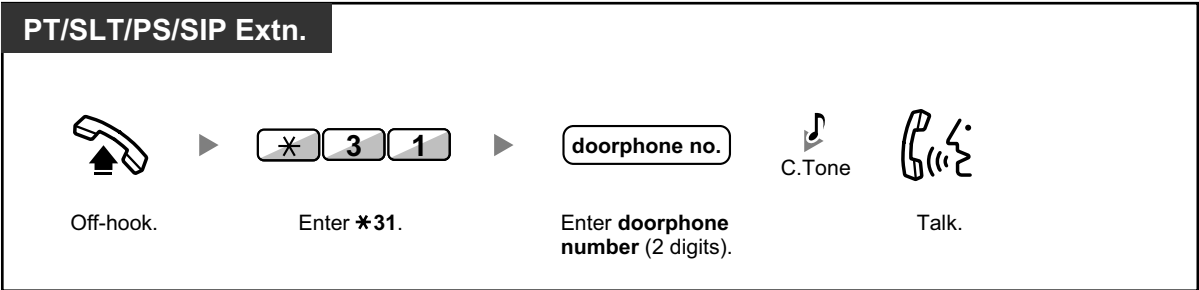 PT/SLT/PS/SIP Extn.
* 3 1
doorphone no.
C.Tone
Off-hook.
Enter *31.
Enter doorphone
number (2 digits).
Talk.